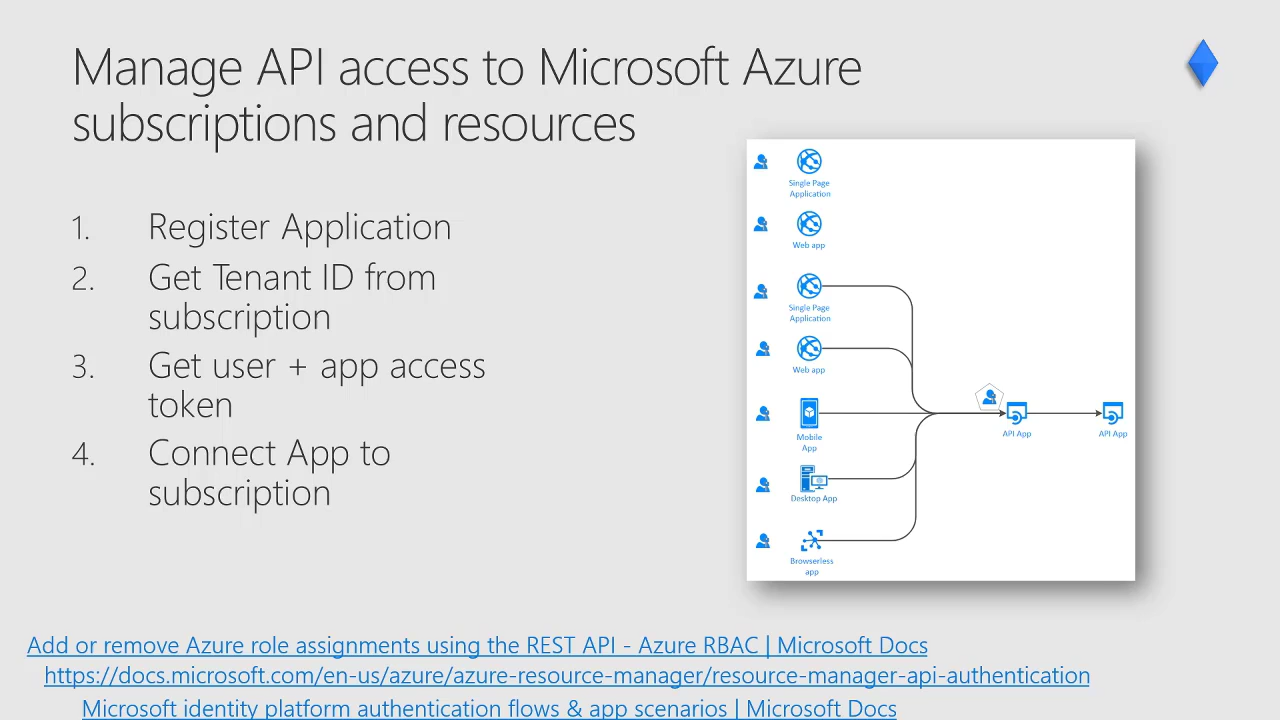 Manage API access to Microsoft Azure
subscriptions and resources
1. Register Application
2. Get Tenant ID from
subscription
3. Get user + app access
token
4. Connect App to
subscription
Single Page
Application
Web app
Single Page
Application
Web app
Mobile
App
API App
API App
Desktop App
Browserless
app
Add or remove Azure role assignments using the REST API - Azure RBAC | Microsoft Docs
https://docs.microsoft.com/en-us/azure/azure-resource-manager/resource-manager-api-authentication
Microsoft identity platform authentication flows & app scenarios | Microsoft Docs